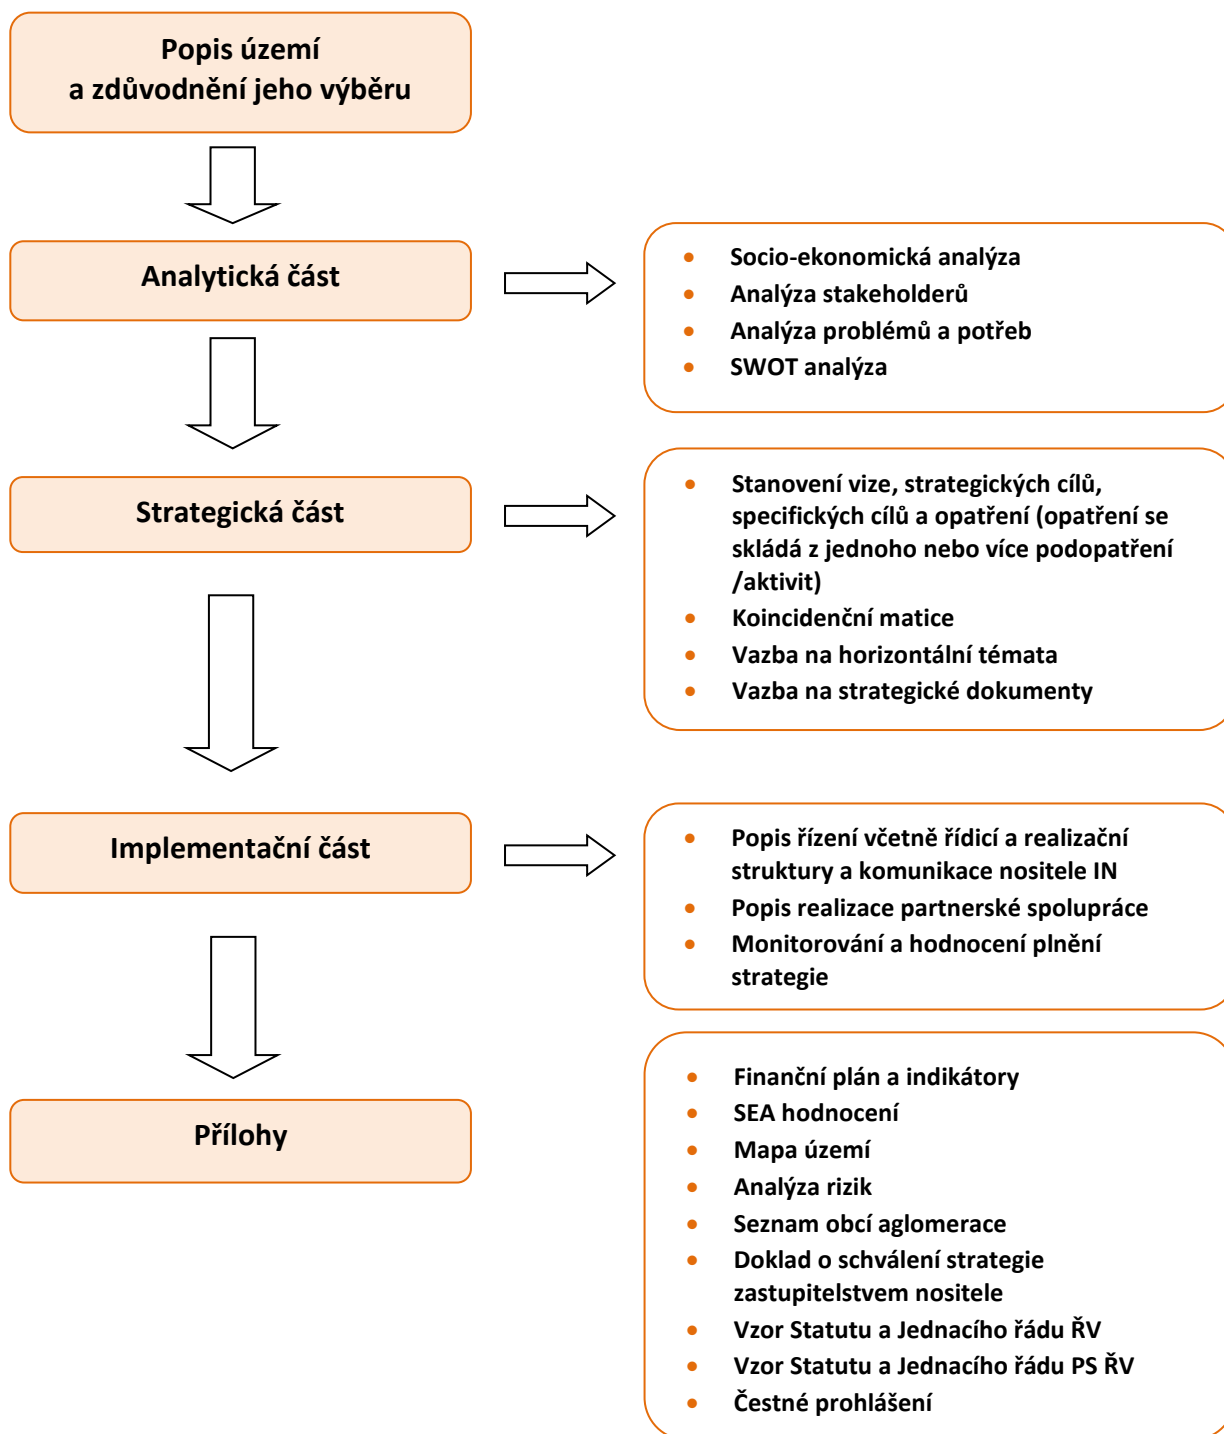 Popis území
a zdůvodnění jeho výběru
Analytická část
• Socio-ekonomická analýza
• Analýza stakeholderů
• Analýza problémů a potřeb
• SWOT analýza
Strategická část
• Stanovení vize, strategických cílů,
specifických cílů a opatření (opatření se
skládá z jednoho nebo více podopatření
/aktivit)
• Koincidenční matice
• Vazba na horizontální témata
• Vazba na strategické dokumenty
Implementační část
• Popis řízení včetně řídicí a realizační
struktury a komunikace nositele IN
• Popis realizace partnerské spolupráce
• Monitorování a hodnocení plnění
strategie
Přílohy
• Finanční plán a indikátory
• SEA hodnocení
• Mapa území
• Analýza rizik
• Seznam obcí aglomerace
• Doklad o schválení strategie
zastupitelstvem nositele
• Vzor Statutu a Jednacího řádu ŘV
• Vzor Statutu a Jednacího řádu PS ŘV
• Čestné prohlášení